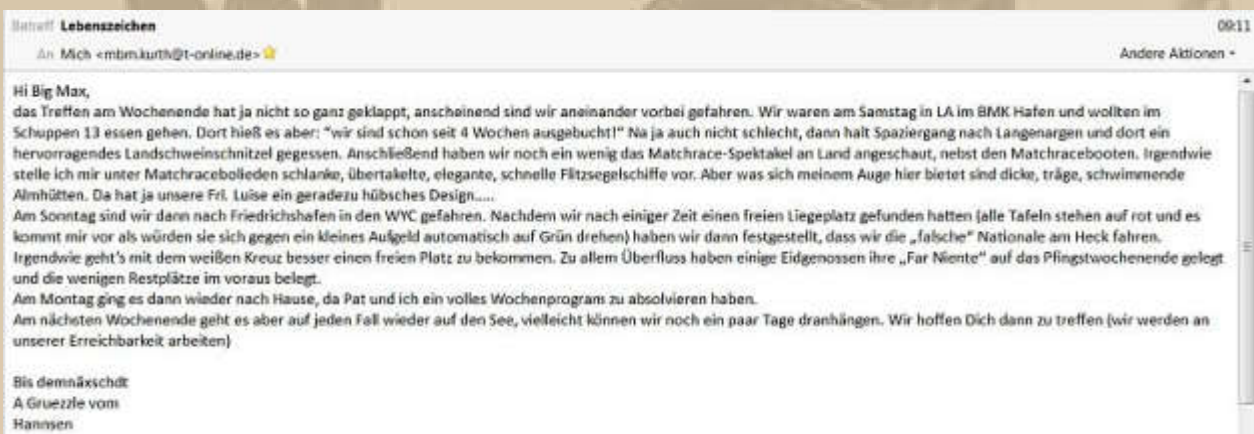 Betreff Lebenszeichen 09:11
An Mich <mbm.kurth@t-online.de> Andere Aktionen
Hi Big Max,
das Treffen am Wochenende hat ja nicht so ganz geklappt, anscheinend sind wir aneinander vorbei gefahren. Wir waren am Samstag in LA im BMK Hafen und wollten im
Schuppen 13 essen gehen. Dort hieß es aber: "wir sind schon seit 4 Wochen ausgebucht!" Na ja auch nicht schlecht, dann halt Spaziergang nach Langenargen und dort ein
hervorragendes Landschweinschnitzel gegessen. Anschließend haben wir noch ein wenig das Matchrace-Spektakel an Land angeschaut, nebst den Matchracebooten. Irgendwie
stelle ich mir unter Matchracebolieden schlanke, übertakelte, elegante, schnelle Flitzsegelschiffe vor. Aber was sich meinem Auge hier bietet sind dicke, träge, schwimmende
Almhütten. Da hat ja unsere Frl. Luise ein geradezu hübsches Design.....
Am Sonntag sind wir dann nach Friedrichshafen in den WYC gefahren. Nachdem wir nach einiger Zeit einen freien Liegeplatz gefunden hatten (alle Tafeln stehen auf rot und es
kommt mir vor als würden sie sich gegen ein kleines Aufgeld automatisch auf Grün drehen) haben wir dann festgestellt, dass wir die „falsche" Nationale am Heck fahren.
Irgendwie geht's mit dem weißen Kreuz besser einen freien Platz zu bekommen. Zu allem Überfluss haben einige Eidgenossen ihre „Far Niente" auf das Pfingstwochenende gelegt
und die wenigen Restplätze im voraus belegt.
Am Montag ging es dann wieder nach Hause, da Pat und ich ein volles Wochenprogram zu absolvieren haben.
Am nächsten Wochenende geht es aber auf jeden Fall wieder auf den See, vielleicht können wir noch ein paar Tage dranhängen. Wir hoffen Dich dann zu treffen (wir werden an
unserer Erreichbarkeit arbeiten)
Bis demnäxschdt
A Gruezzle vom
Hannsen